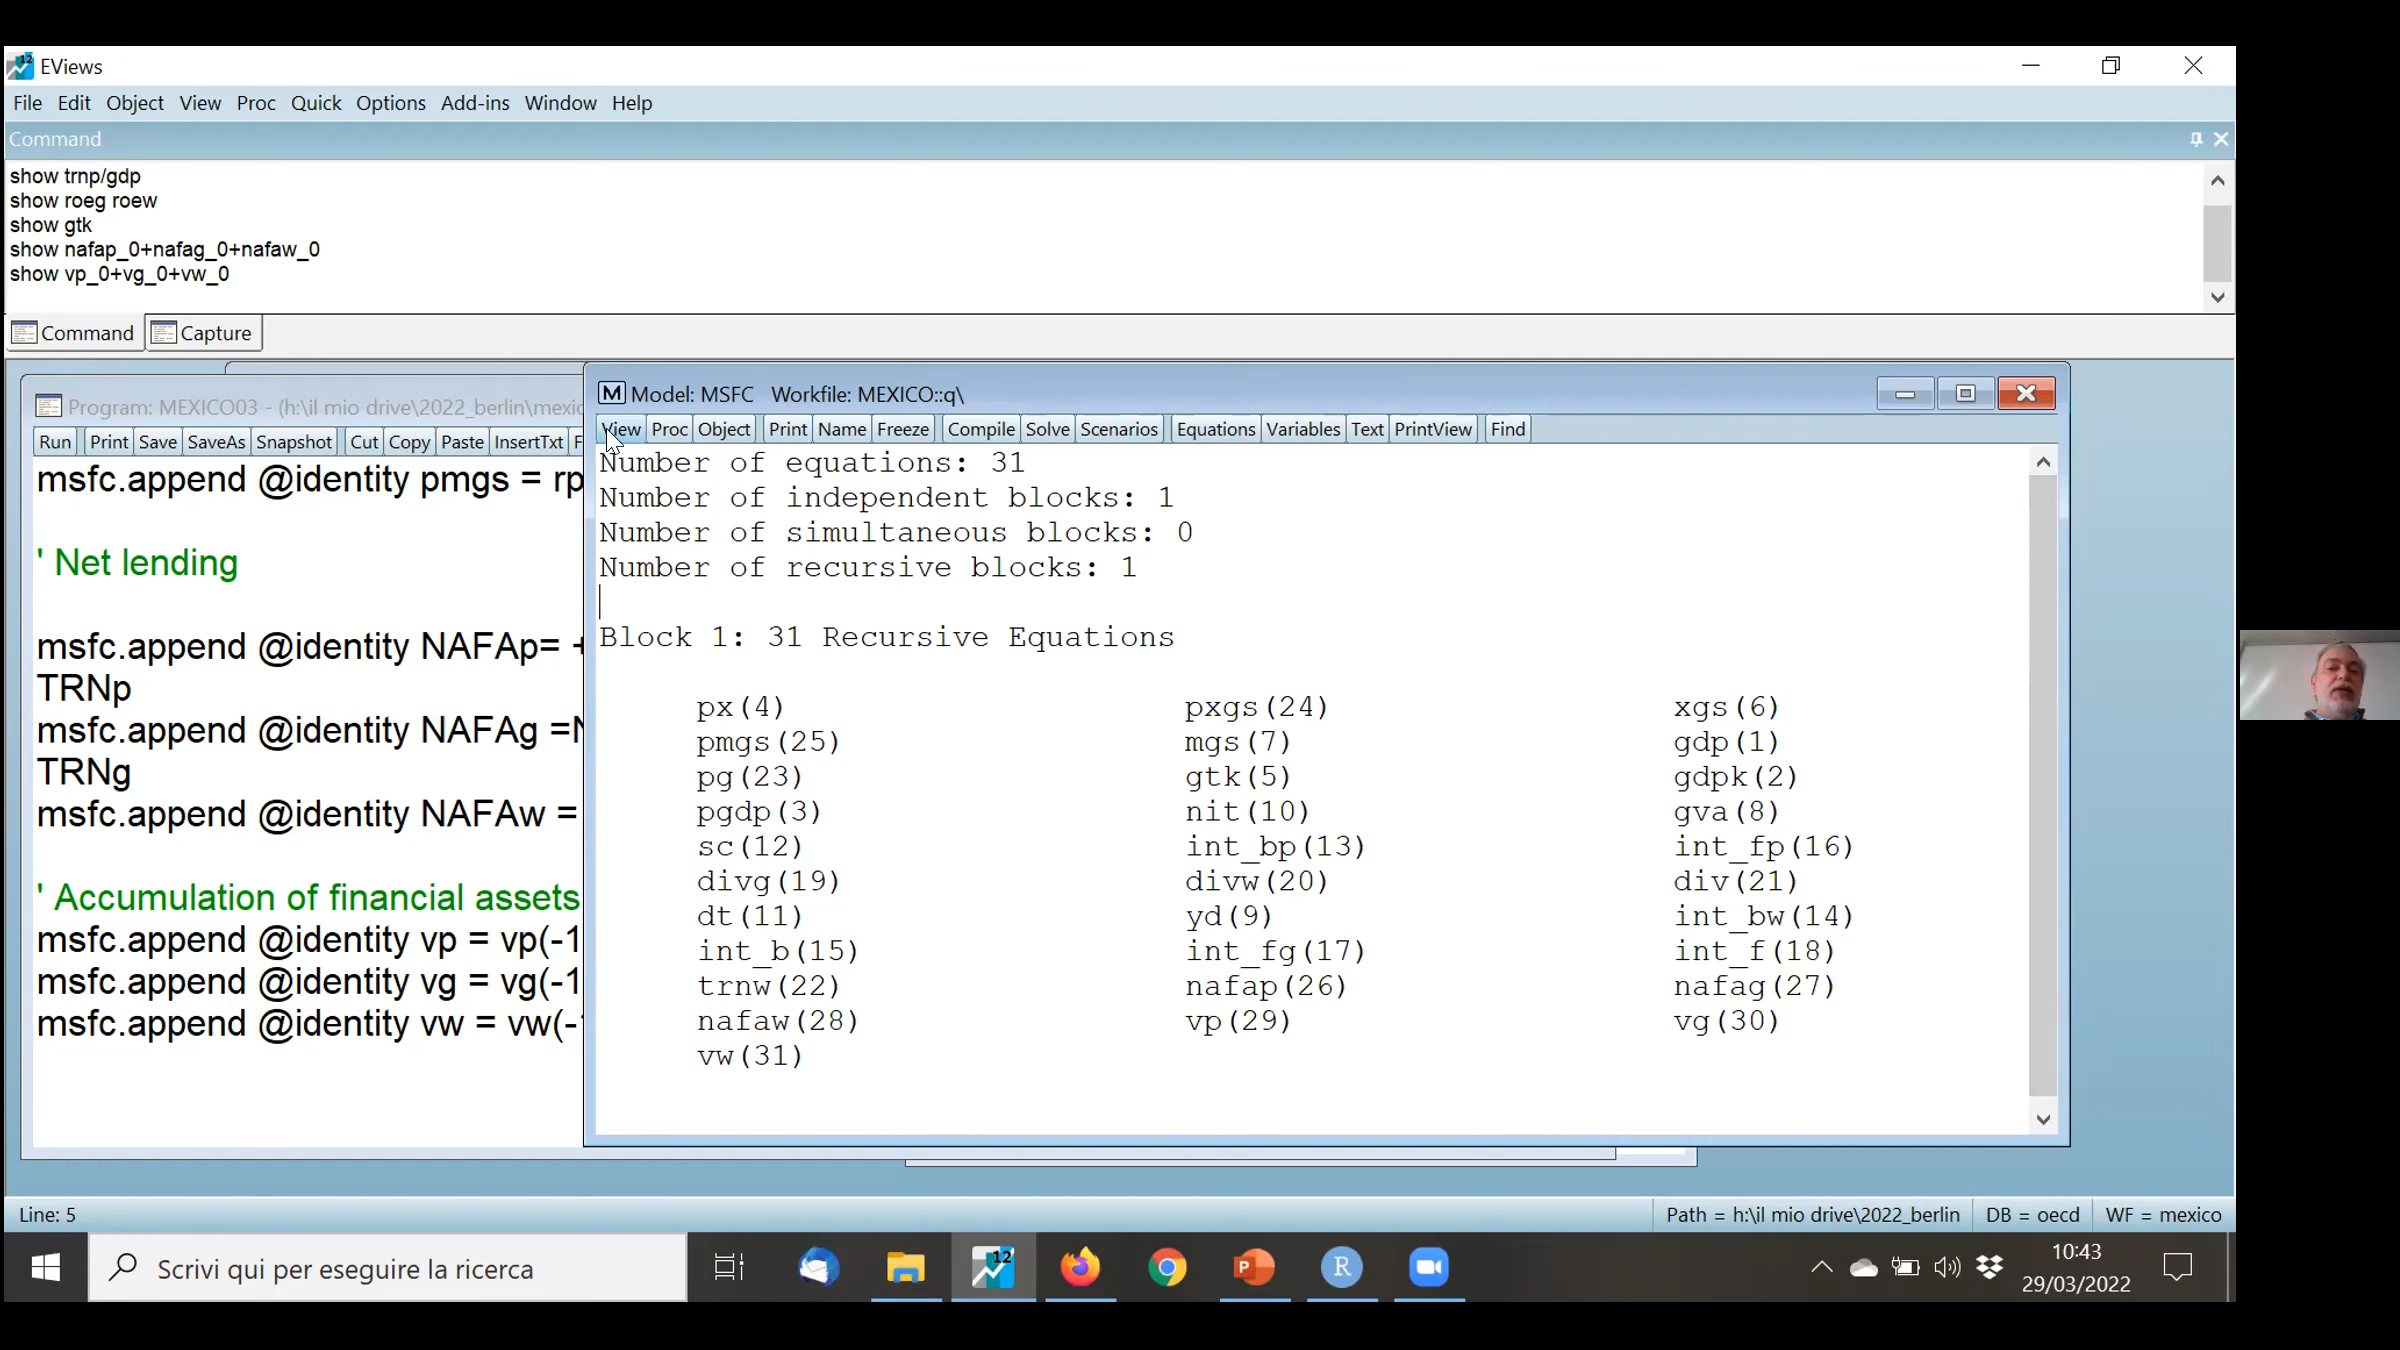 EViews
File Edit Object View Proc Quick Options Add-ins Window Help
Command
show trnp/gdp
show roeg roew
show gtk
show nafap_0+nafag_0+nafaw_0
show vp_0+vg_0+vw_0
Command Capture
Program: MEXICO03 - (h:\il mio drive\2022_berlin\mexic
Run Print Save SaveAs Snapshot Cut Copy Paste InsertTxt F
msfc.append @identity pmgs = rp
' Net lending
msfc.append @identity NAFAp= +
TRNp
msfc.append @identity NAFAg =N
TRNg
msfc.append @identity NAFAw =
' Accumulation of financial assets
msfc.append @identity vp = vp(-1
msfc.append @identity vg = vg(-1
msfc.append @identity vw = vw(-1
M Model: MSFC Workfile: MEXICO::q\
View Proc Object Print Name Freeze Compile Solve Scenarios Equations Variables Text PrintView Find
Number of equations: 31
Number of independent blocks: 1
Number of simultaneous blocks: 0
Number of recursive blocks: 1
Block 1: 31 Recursive Equations
px(4) pxgs(24) xgs(6)
pmgs(25) mgs(7) gdp(1)
pg(23) gtk(5) gdpk(2)
pgdp(3) nit(10) gva(8)
sc(12) int_bp(13) int_fp(16)
divg(19) divw(20) div(21)
dt(11) yd(9) int_bw(14)
int_b(15) int_fg(17) int_f(18)
trnw(22) nafap(26) nafag(27)
nafaw(28) vp(29) vg(30)
vw(31)
Line: 5 Path = h:\il mio drive\2022_berlin DB = oecd WF = mexico
Scrivi qui per eseguire la ricerca
12
10:43
29/03/2022